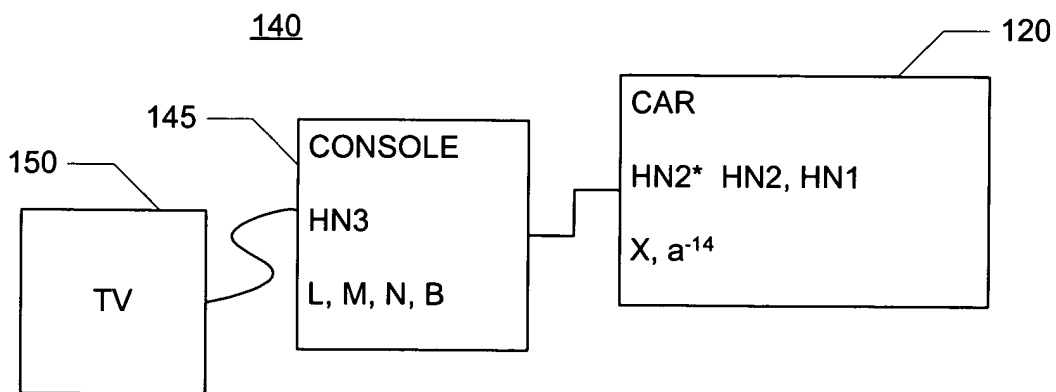 140
120
145
150
CAR
CONSOLE
HN2* HN2, HN1
HN3
X, a⁻¹⁴
TV
L, M, N, B